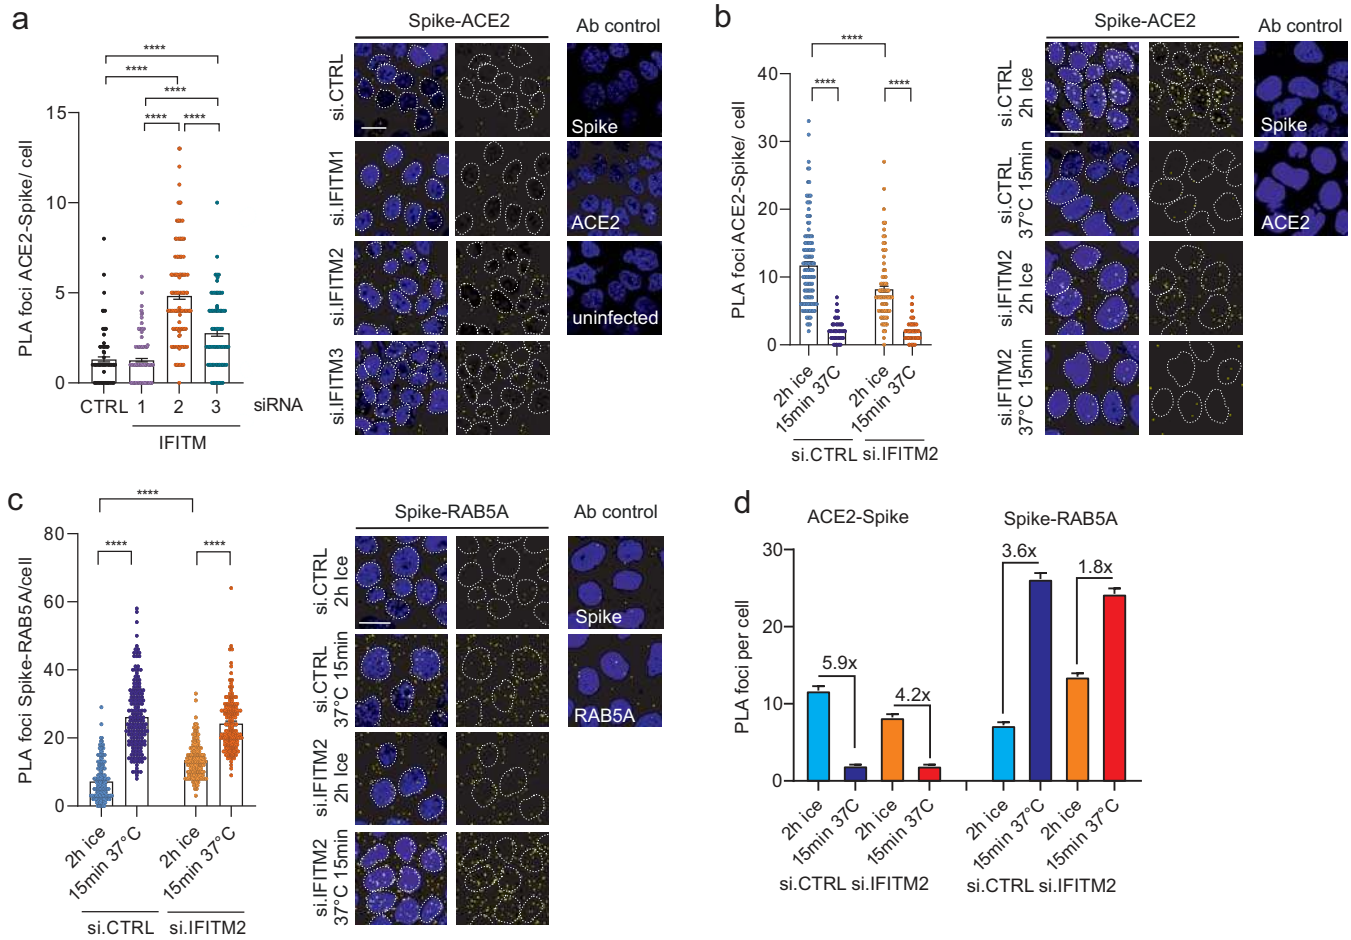 a
Spike-ACE2
Ab control
****
****
****
**** ****
PLA foci ACE2-Spike/ cell
15
10
5
0
CTRL 1 2 3 siRNA
IFITM
si.CTRL
Spike
si.IFITM1
ACE2
si.IFITM2
uninfected
si.IFITM3
b
Spike-ACE2
Ab control
****
**** ****
PLA foci ACE2-Spike/ cell
40
30
20
10
0
2h ice
15min 37C
2h ice
15min 37C
si.CTRL si.IFITM2
si.CTRL
2h Ice
Spike
si.CTRL
37°C 15min
ACE2
si.IFITM2
2h Ice
si.IFITM2
37°C 15min
c
Spike-RAB5A
Ab control
****
**** ****
PLA foci Spike-RAB5A/cell
80
60
40
20
0
2h ice
15min 37°C
2h ice
15min 37°C
si.CTRL si.IFITM2
si.CTRL
2h Ice
Spike
si.CTRL
37°C 15min
RAB5A
si.IFITM2
2h Ice
si.IFITM2
37°C 15min
d
ACE2-Spike Spike-RAB5A
PLA foci per cell
30
20
10
0
5.9x
4.2x
3.6x
1.8x
2h ice
15min 37C
2h ice
15min 37C
2h ice
15min 37°C
2h ice
15min 37°C
si.CTRL si.IFITM2 si.CTRL si.IFITM2